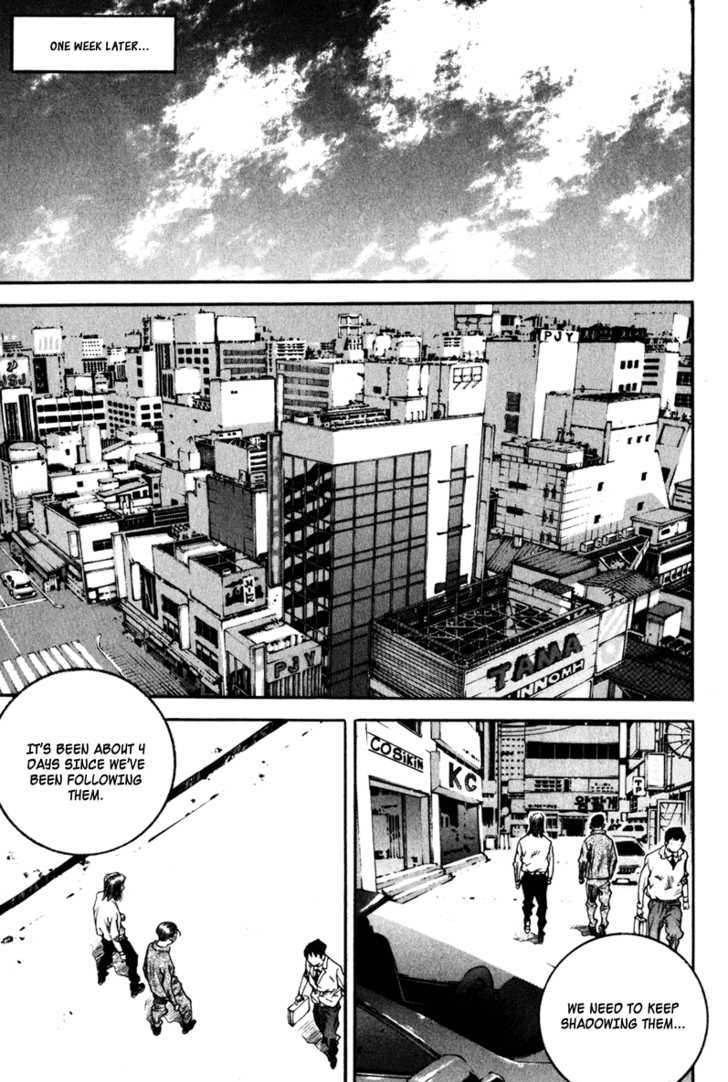 ONE WEEK LATER...
PJY
PJY
TAMA
IT'S BEEN ABOUT 4
DAYS SINCE WE'VE
BEEN FOLLOWING
THEM.
COSIKIN
KC
TP
WE NEED TO KEEP
SHADOWING THEM...